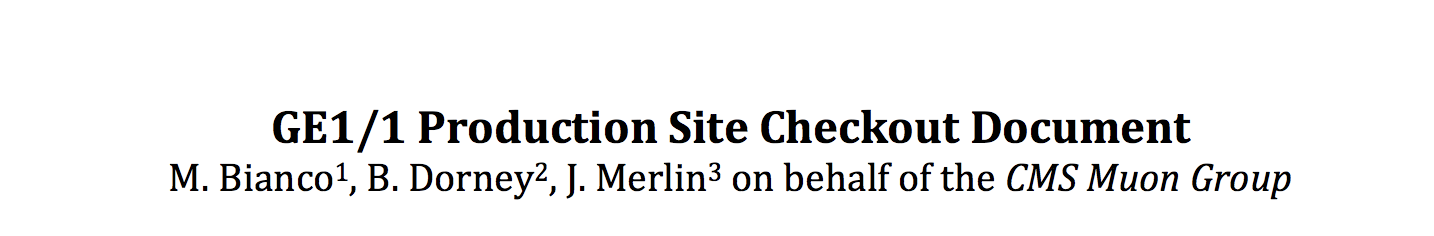 GE1/1 Production Site Checkout Document
M. Bianco¹, B. Dorney², J. Merlin³ on behalf of the CMS Muon Group